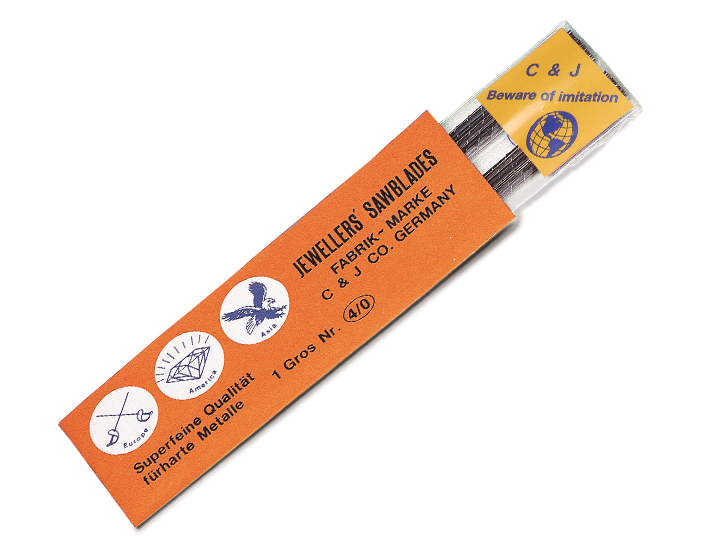 C & J
Beware of imitation
JEWELLERS' SAWBLADES
FABRIK~MARKE
C & J CO. GERMANY
1 Gros Nr. 4/0
Superfeine Qualität
fürharte Metalle
Europe
America
Asia